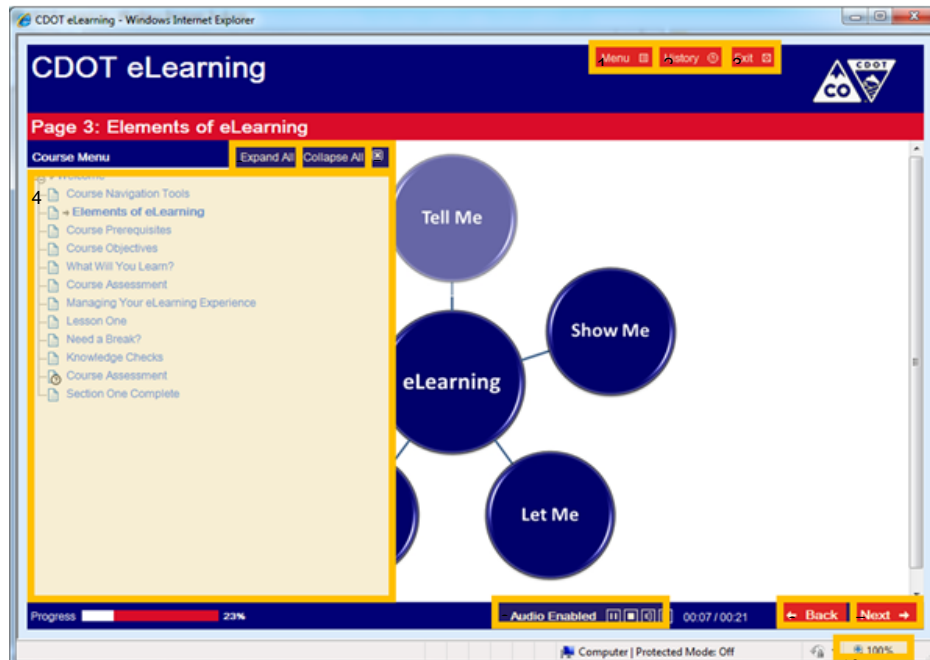 CDOT eLearning - Windows Internet Explorer
CDOT eLearning
Menu
History
Exit
CDOT
CO
Page 3: Elements of eLearning
Course Menu
Expand All
Collapse All
Welcome
4
Course Navigation Tools
Elements of eLearning
Course Prerequisites
Course Objectives
What Will You Learn?
Course Assessment
Managing Your eLearning Experience
Lesson One
Need a Break?
Knowledge Checks
Course Assessment
Section One Complete
Tell Me
Show Me
eLearning
Let Me
Progress
23%
Audio Enabled
00:07 / 00:21
Back
Next
Computer | Protected Mode: Off
100%